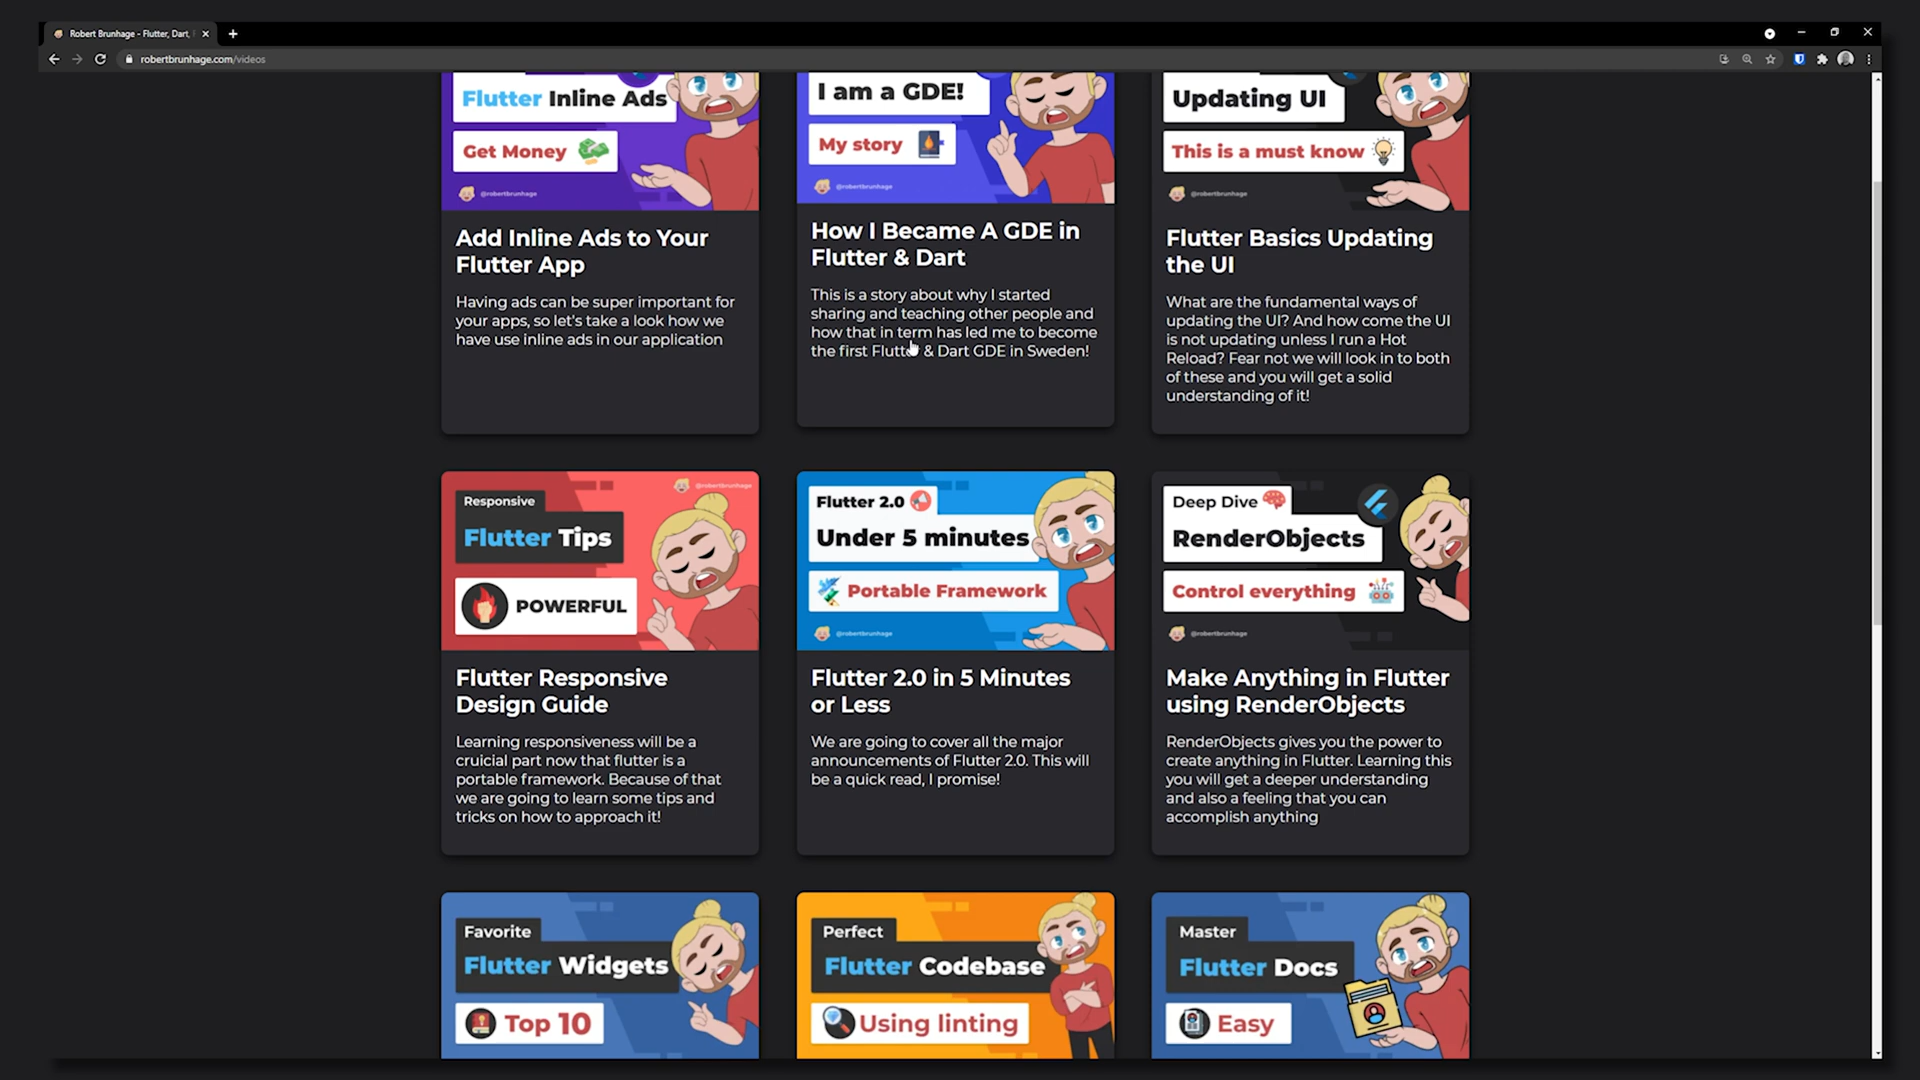 Robert Brunhage - Flutter, Dart,
robertbrunhage.com/videos
Flutter Inline Ads
Get Money
@robertbrunhage
I am a GDE!
My story
@robertbrunhage
Updating UI
This is a must know
@robertbrunhage
Add Inline Ads to Your
Flutter App
Having ads can be super important for
your apps, so let's take a look how we
have use inline ads in our application
How I Became A GDE in
Flutter & Dart
This is a story about why I started
sharing and teaching other people and
how that in term has led me to become
the first Flutter & Dart GDE in Sweden!
Flutter Basics Updating
the UI
What are the fundamental ways of
updating the UI? And how come the UI
is not updating unless I run a Hot
Reload? Fear not we will look in to both
of these and you will get a solid
understanding of it!
@robertbrunhage
Responsive
Flutter Tips
POWERFUL
Flutter 2.0
Under 5 minutes
Portable Framework
@robertbrunhage
Deep Dive
RenderObjects
Control everything
@robertbrunhage
Flutter Responsive
Design Guide
Learning responsiveness will be a
cruicial part now that flutter is a
portable framework. Because of that
we are going to learn some tips and
tricks on how to approach it!
Flutter 2.0 in 5 Minutes
or Less
We are going to cover all the major
announcements of Flutter 2.0. This will
be a quick read, I promise!
Make Anything in Flutter
using RenderObjects
RenderObjects gives you the power to
create anything in Flutter. Learning this
you will get a deeper understanding
and also a feeling that you can
accomplish anything
Favorite
Flutter Widgets
Top 10
Perfect
Flutter Codebase
Using linting
Master
Flutter Docs
Easy